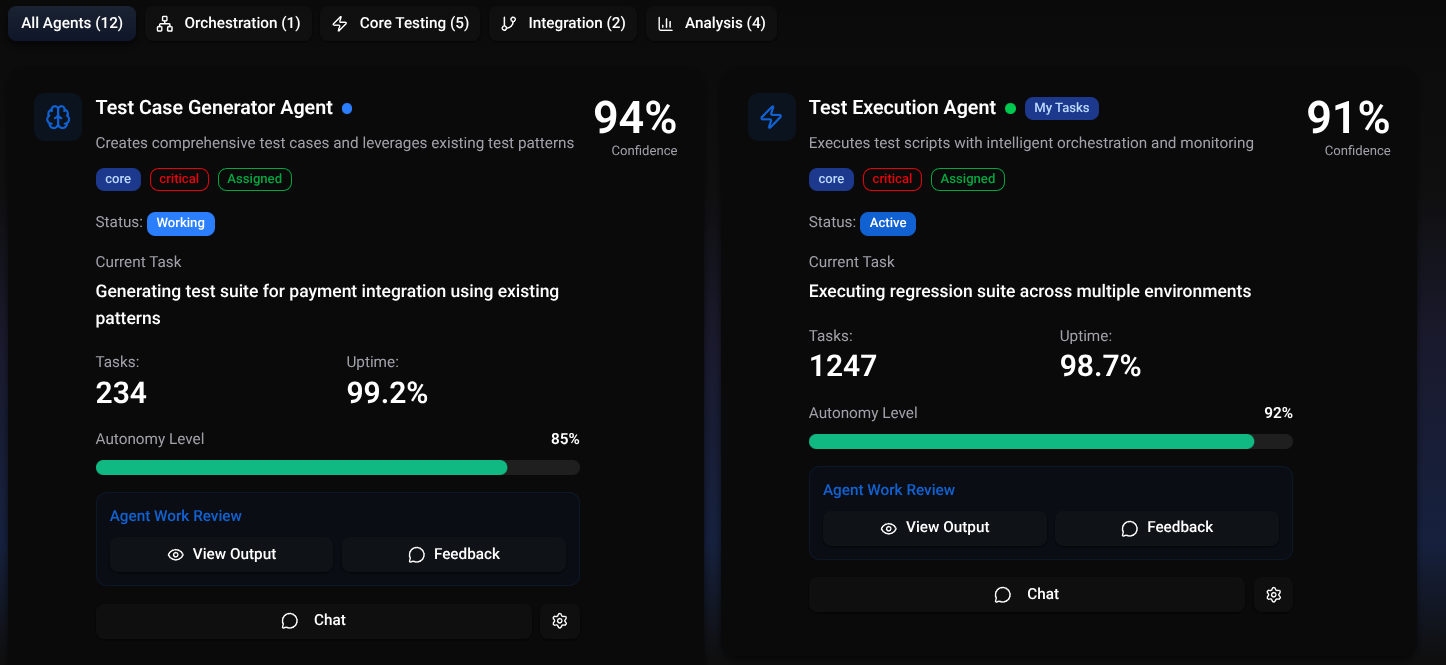 All Agents (12) Orchestration (1) Core Testing (5) Integration (2) Analysis (4)
Test Case Generator Agent
94%
Creates comprehensive test cases and leverages existing test patterns
Confidence
core critical Assigned
Status: Working
Current Task
Generating test suite for payment integration using existing
patterns
Tasks: Uptime:
234 99.2%
Autonomy Level 85%
Agent Work Review
View Output Feedback
Chat
Test Execution Agent My Tasks
91%
Executes test scripts with intelligent orchestration and monitoring
Confidence
core critical Assigned
Status: Active
Current Task
Executing regression suite across multiple environments
Tasks: Uptime:
1247 98.7%
Autonomy Level 92%
Agent Work Review
View Output Feedback
Chat